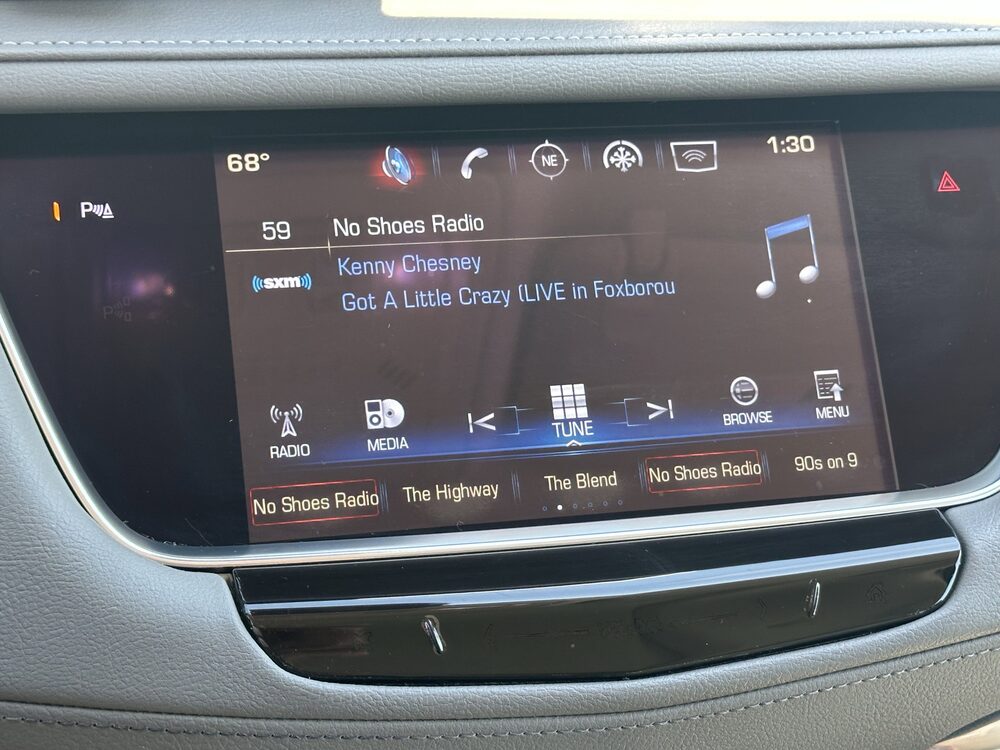 68°
NE
1:30
P
59
No Shoes Radio
((sxm))
Kenny Chesney
Got A Little Crazy (LIVE in Foxborou
RADIO
MEDIA
TUNE
BROWSE
MENU
No Shoes Radio
The Highway
The Blend
No Shoes Radio
90s on 9